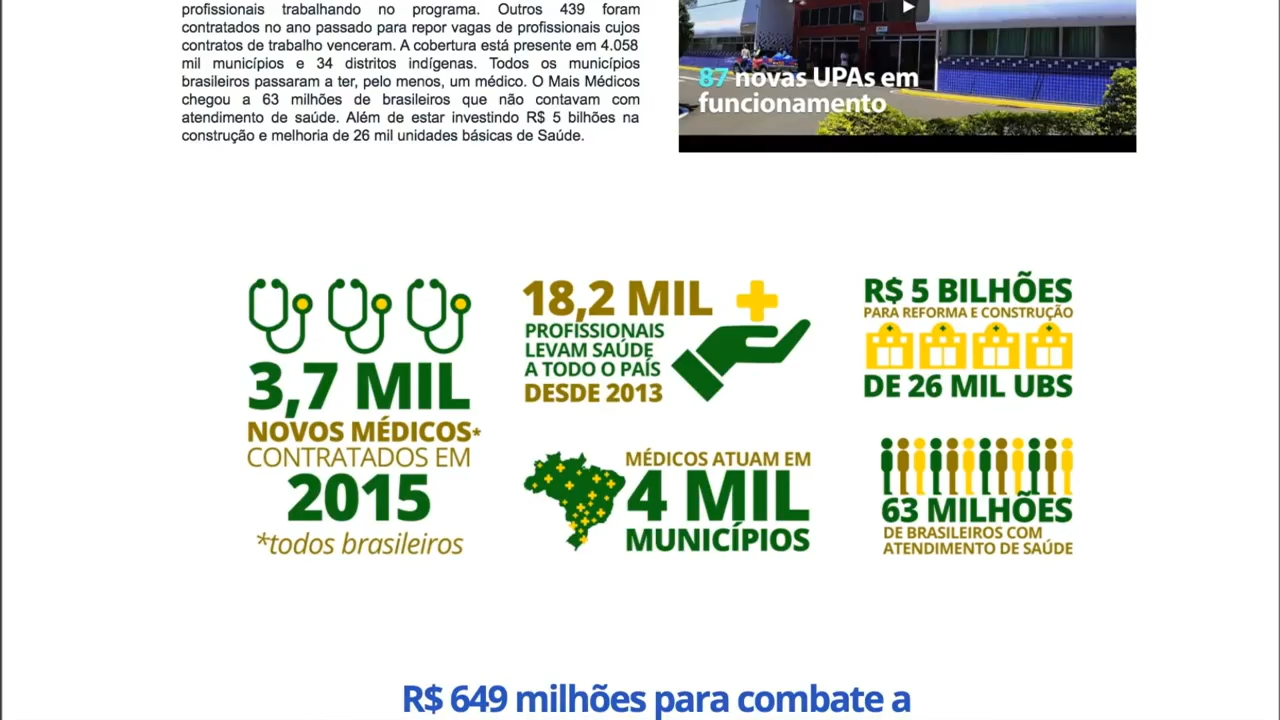 profissionais trabalhando no programa. Outros 439 foram
contratados no ano passado para repor vagas de profissionais cujos
contratos de trabalho venceram. A cobertura está presente em 4.058
mil municípios e 34 distritos indígenas. Todos os municípios
brasileiros passaram a ter, pelo menos, um médico. O Mais Médicos
chegou a 63 milhões de brasileiros que não contavam com
atendimento de saúde. Além de estar investindo R$ 5 bilhões na
construção e melhoria de 26 mil unidades básicas de Saúde.
87 novas UPAs em
funcionamento
3,7 MIL
NOVOS MÉDICOS*
CONTRATADOS EM
2015
*todos brasileiros
18,2 MIL
PROFISSIONAIS
LEVAM SAÚDE
A TODO O PAÍS
DESDE 2013
MÉDICOS ATUAM EM
4 MIL
MUNICÍPIOS
R$ 5 BILHÕES
PARA REFORMA E CONSTRUÇÃO
DE 26 MIL UBS
63 MILHÕES
DE BRASILEIROS COM
ATENDIMENTO DE SAÚDE
R$ 649 milhões para combate a